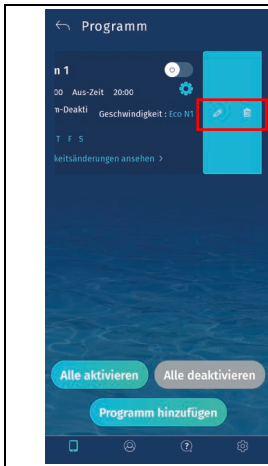 Programm
n 1
00 Aus-Zeit 20:00
m-Deakti Geschwindigkeit : Eco N1
T F S
keitsänderungen ansehen >
Alle aktivieren Alle deaktivieren
Programm hinzufügen